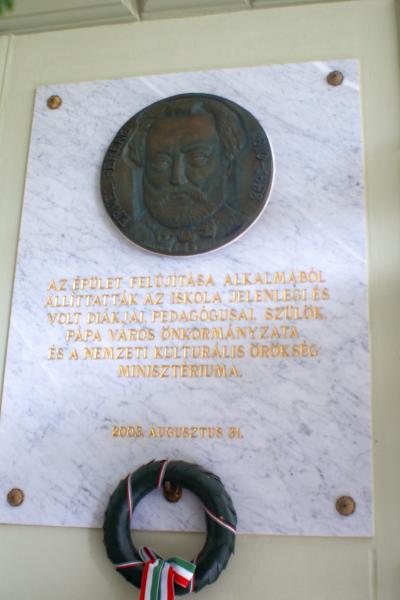 AZ ÉPÜLET FELÚJÍTÁSA ALKALMÁBÓL
ÁLLÍTTATTÁK AZ ISKOLA JELENLEGI ÉS
VOLT DIÁKJAI, PEDAGÓGUSAI, SZÜLŐK,
PÁPA VÁROS ÖNKORMÁNYZATA
ÉS A NEMZETI KULTURÁLIS ÖRÖKSÉG
MINISZTÉRIUMA.
AUGUSZTUS 31.